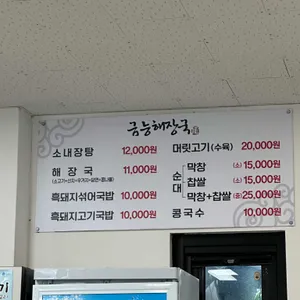 금능해장국
소내장탕 12,000원
해 장 국 11,000원
흑돼지섞어국밥 10,000원
흑돼지고기국밥 10,000원
머릿고기(수육) 20,000원
순대
막창 (소) 15,000원
찹쌀 (소) 15,000원
막창+찹쌀 (중) 25,000원
콩국수 10,000원